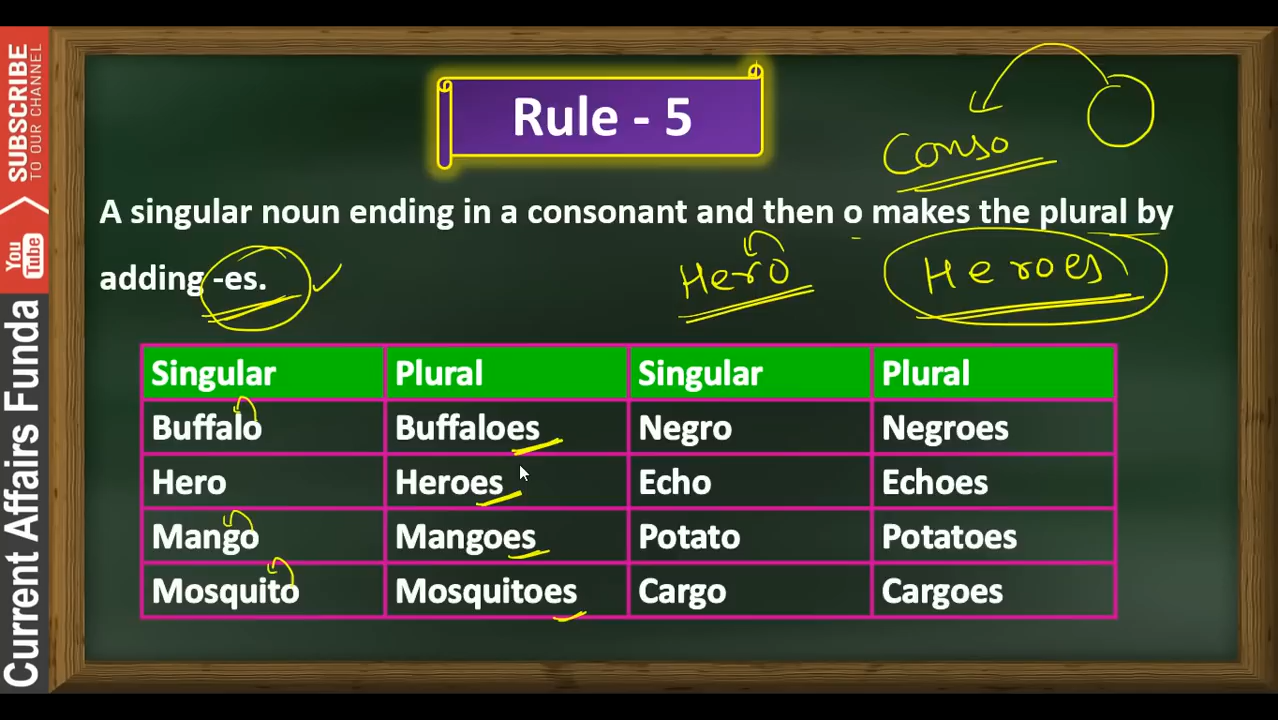 SUBSCRIBE
TO OUR CHANNEL
You Tube
Current Affairs Funda
Rule - 5
Conso
A singular noun ending in a consonant and then o makes the plural by
adding -es.
Hero
Heroes
Singular Plural Singular Plural
Buffalo Buffaloes Negro Negroes
Hero Heroes Echo Echoes
Mango Mangoes Potato Potatoes
Mosquito Mosquitoes Cargo Cargoes